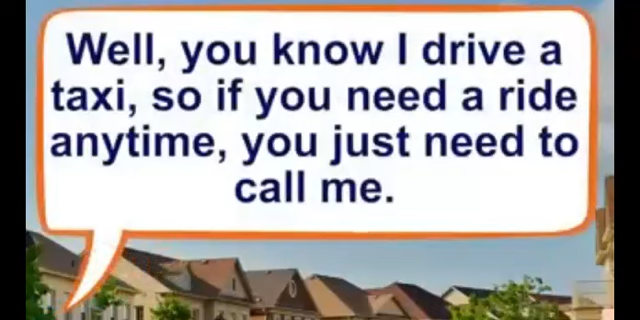 Well, you know I drive a
taxi, so if you need a ride
anytime, you just need to
call me.